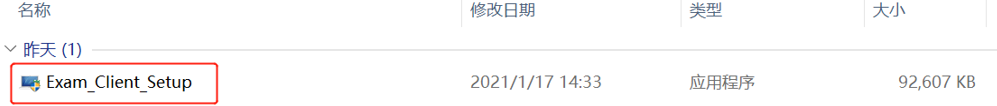 名称 修改日期 类型 大小
昨天 (1)
Exam_Client_Setup 2021/1/17 14:33 应用程序 92,607 KB